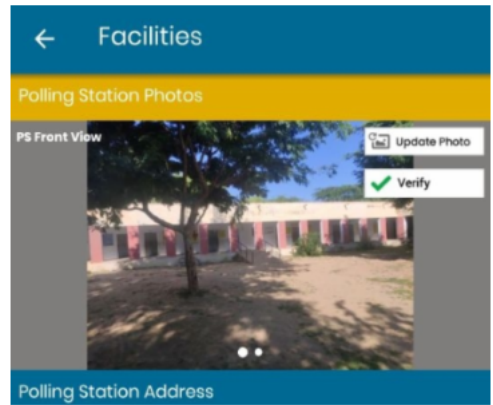 Facilities
Polling Station Photos
PS Front View
Update Photo
Verify
Polling Station Address